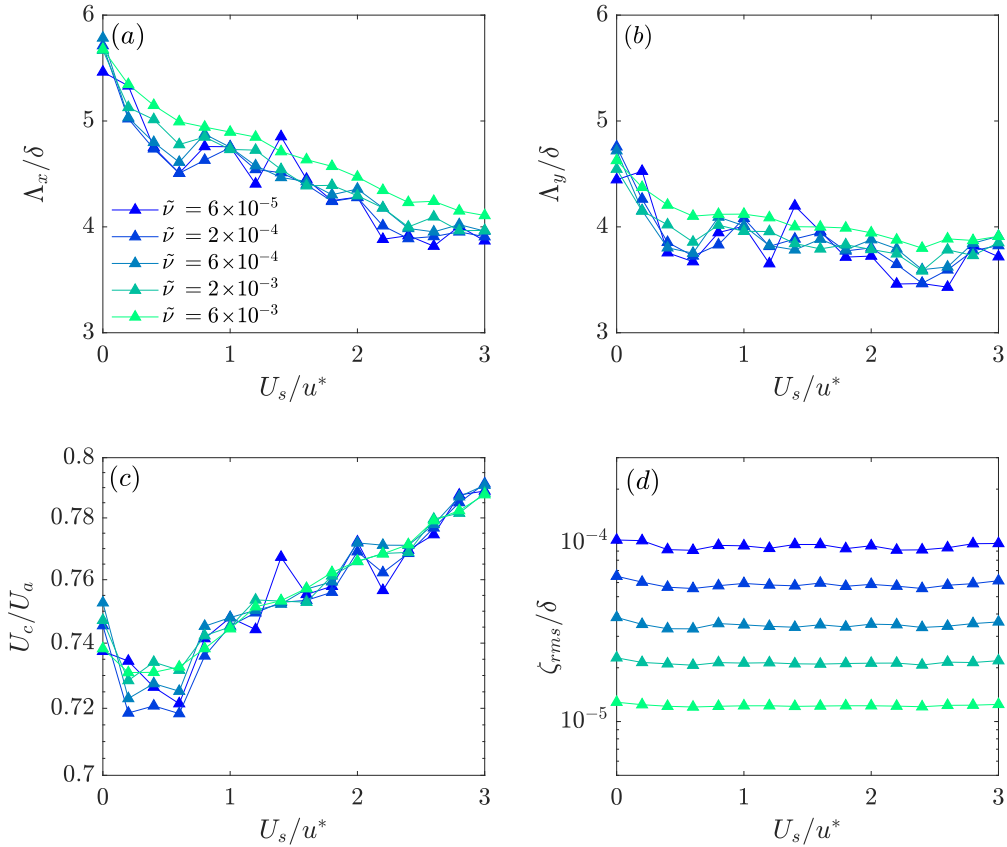 (a)
6
5
4
3
Λx/δ
ν̃ = 6×10⁻⁵
ν̃ = 2×10⁻⁴
ν̃ = 6×10⁻⁴
ν̃ = 2×10⁻³
ν̃ = 6×10⁻³
0 1 2 3
Uₛ/u*
(b)
6
5
4
3
Λy/δ
0 1 2 3
Uₛ/u*
(c)
0.8
0.78
0.76
0.74
0.72
0.7
U_c/U_a
0 1 2 3
Uₛ/u*
(d)
10⁻⁴
10⁻⁵
ζ_rms/δ
0 1 2 3
Uₛ/u*